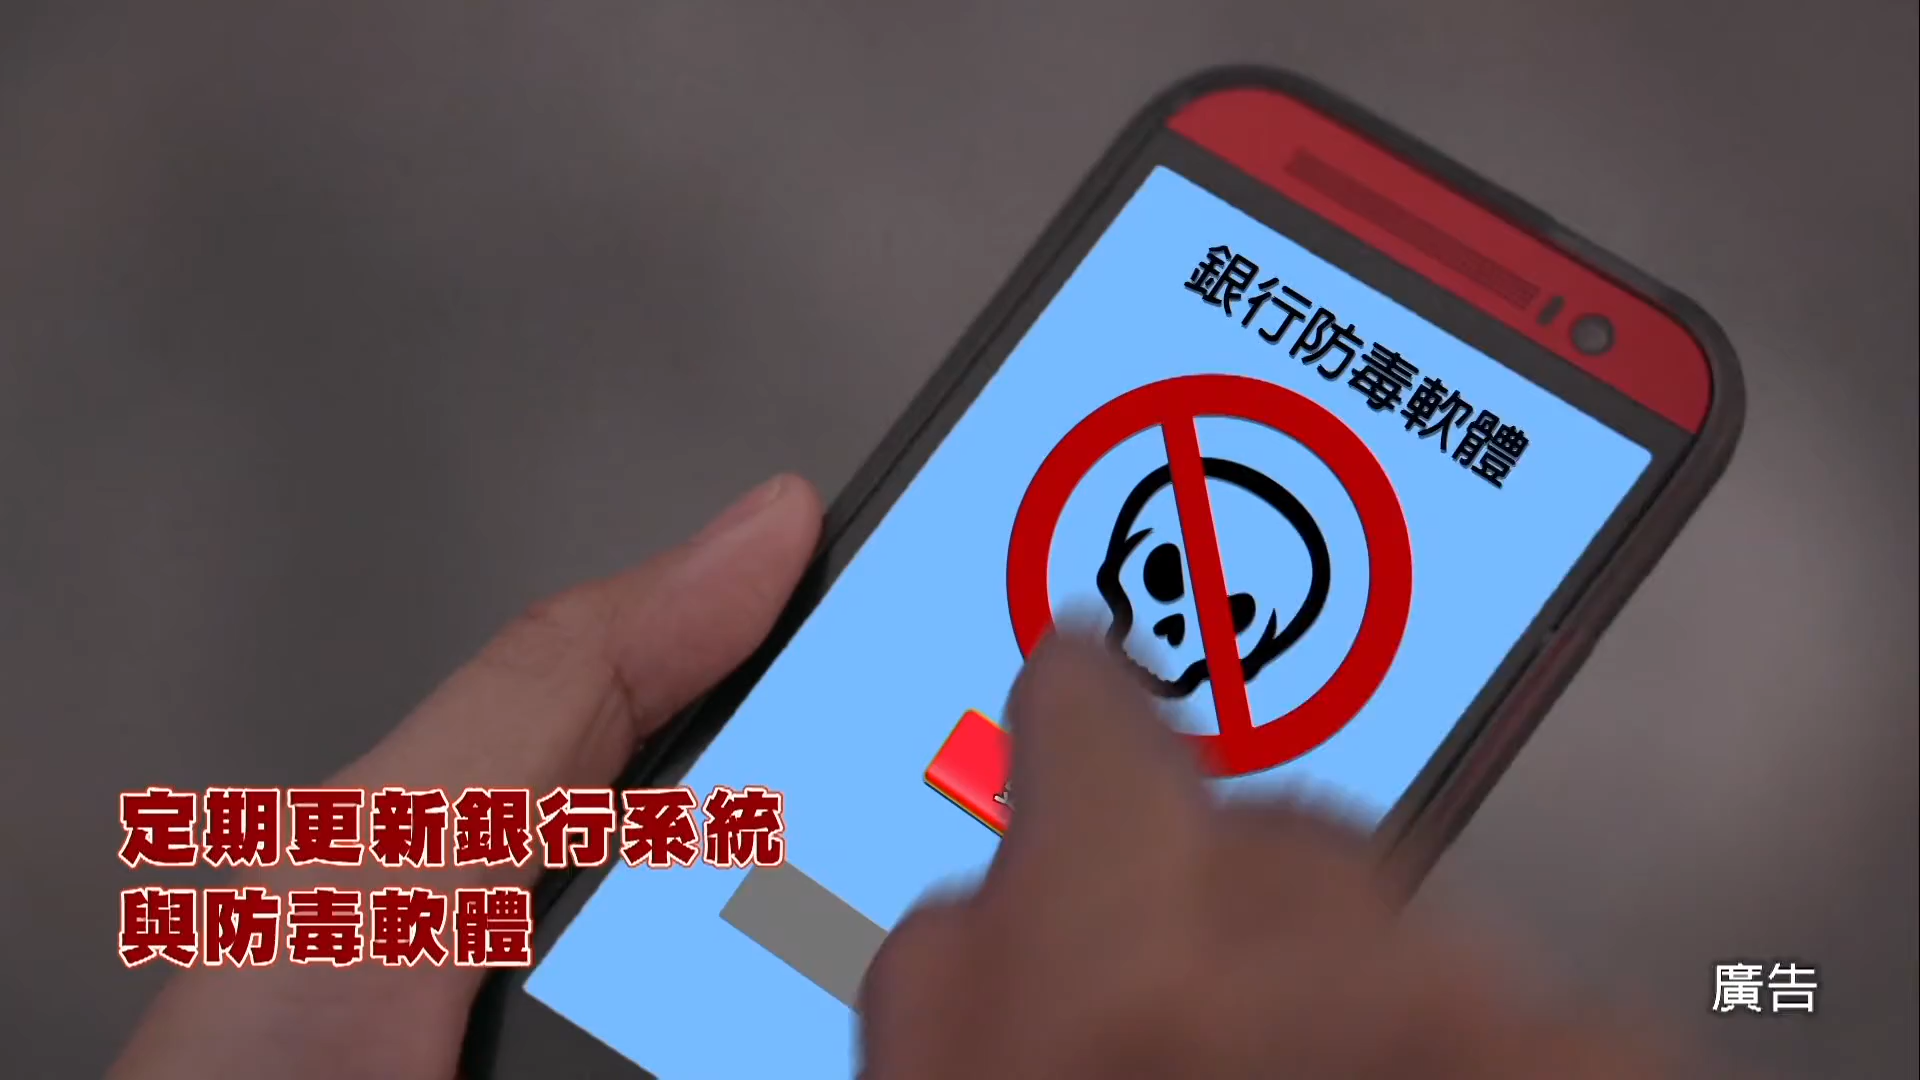 銀行防毒軟體
定期更新銀行系統
與防毒軟體
廣告